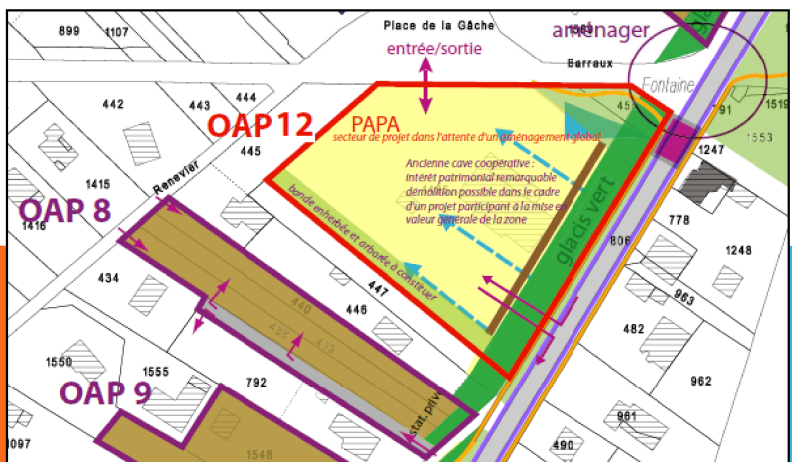 899
1107
Place de la Gâche
entrée/sortie
aménager
Barraux
Fontaine
442
443
444
445
OAP12
PAPA
secteur de projet dans l'attente d'un aménagement global
Ancienne cave coopérative :
intérêt patrimonial remarquable
démolition possible dans le cadre
d'un projet participant à la mise en
valeur générale de la zone
791
1519
1553
1247
1415
Renevier
OAP 8
1416
bande enherbée et arborée à constituer
glacis vert
778
806
1248
434
447
446
440
963
482
962
1550
1555
OAP 9
792
stat.privé
961
490
1097
1548